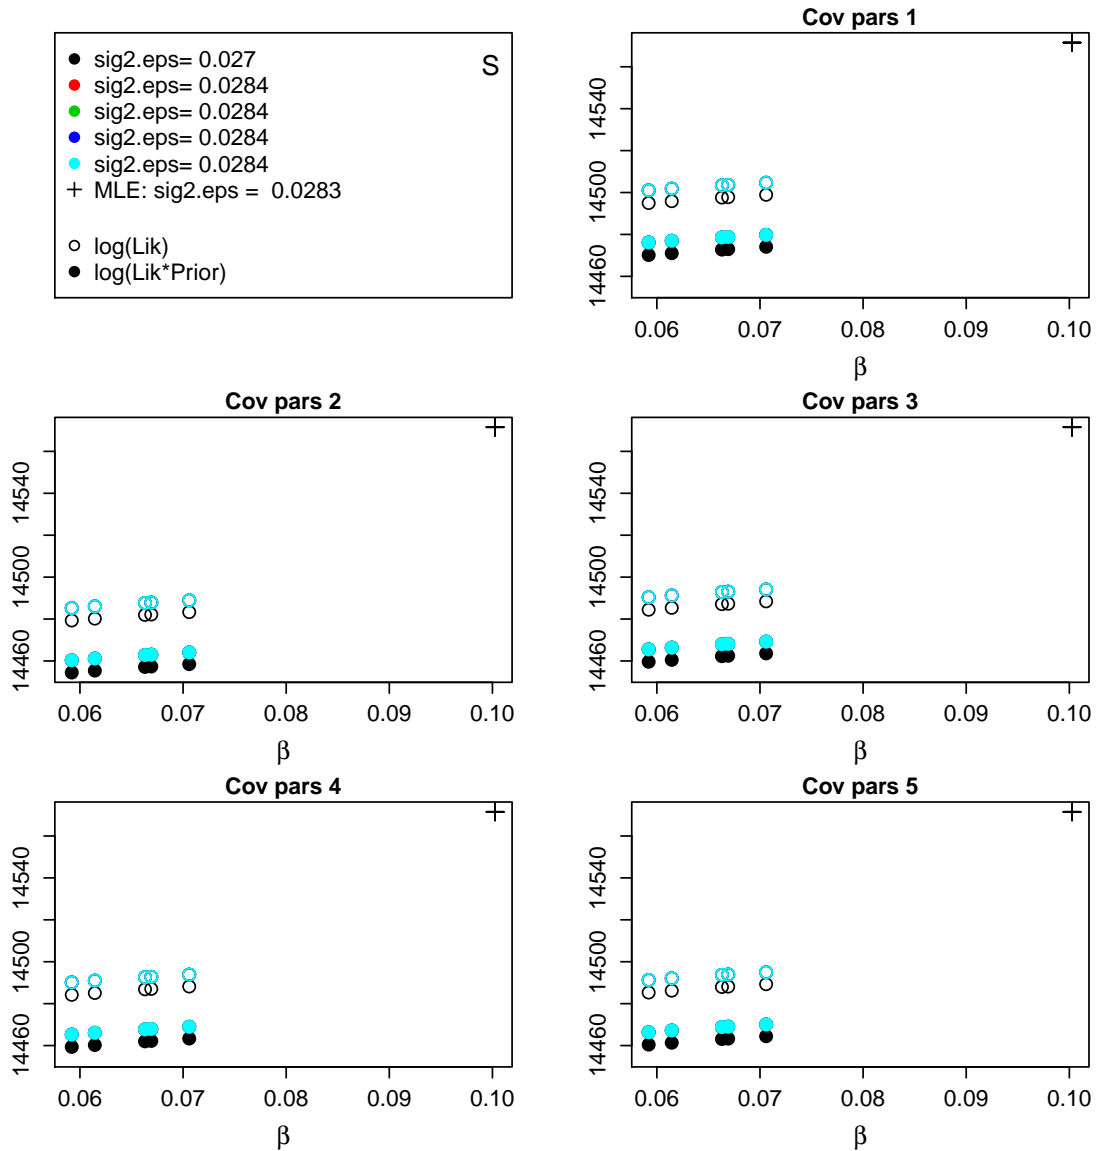 Cov pars 1
sig2.eps= 0.027
S
sig2.eps= 0.0284
sig2.eps= 0.0284
sig2.eps= 0.0284
sig2.eps= 0.0284
MLE: sig2.eps = 0.0283
log(Lik)
log(Lik*Prior)
14460 14500 14540
0.06 0.07 0.08 0.09 0.10
β
Cov pars 2
14460 14500 14540
0.06 0.07 0.08 0.09 0.10
β
Cov pars 3
14460 14500 14540
0.06 0.07 0.08 0.09 0.10
β
Cov pars 4
14460 14500 14540
0.06 0.07 0.08 0.09 0.10
β
Cov pars 5
14460 14500 14540
0.06 0.07 0.08 0.09 0.10
β